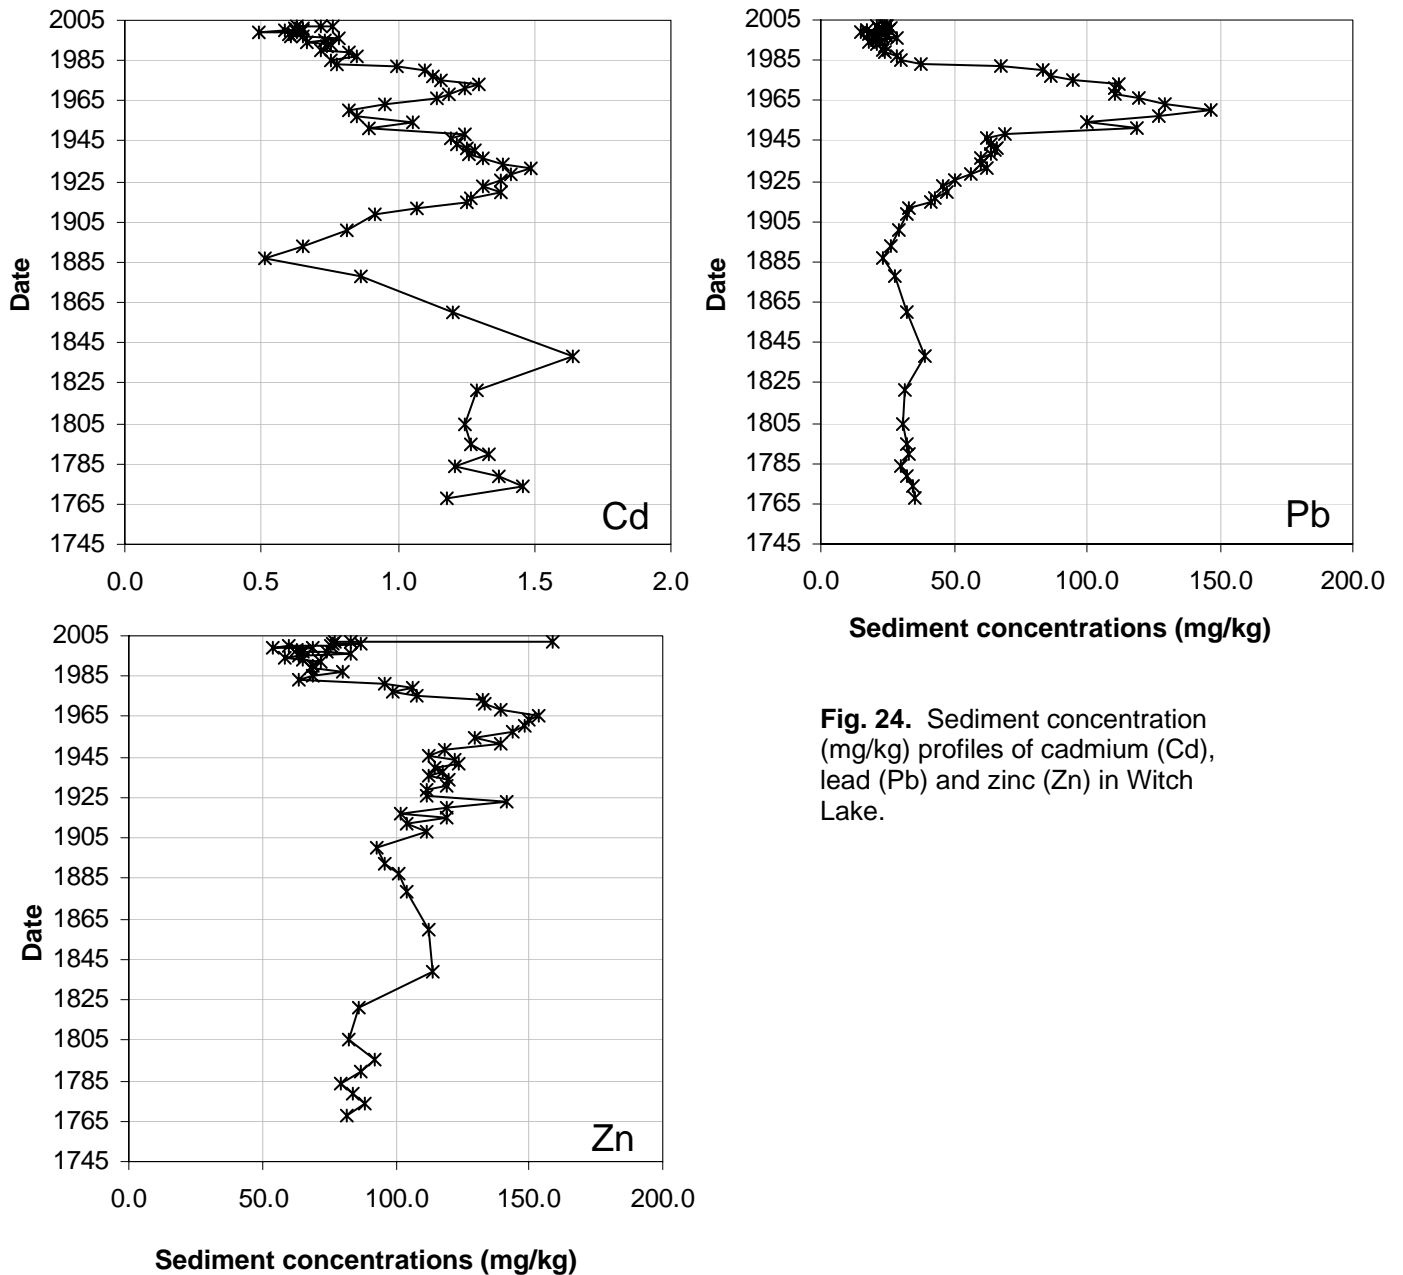 2005
1985
1965
1945
1925
1905
1885
1865
1845
1825
1805
1785
1765
1745
Date
0.0 0.5 1.0 1.5 2.0
Cd
2005
1985
1965
1945
1925
1905
1885
1865
1845
1825
1805
1785
1765
1745
Date
0.0 50.0 100.0 150.0 200.0
Pb
Sediment concentrations (mg/kg)
2005
1985
1965
1945
1925
1905
1885
1865
1845
1825
1805
1785
1765
1745
Date
0.0 50.0 100.0 150.0 200.0
Zn
Sediment concentrations (mg/kg)
Fig. 24. Sediment concentration
(mg/kg) profiles of cadmium (Cd),
lead (Pb) and zinc (Zn) in Witch
Lake.